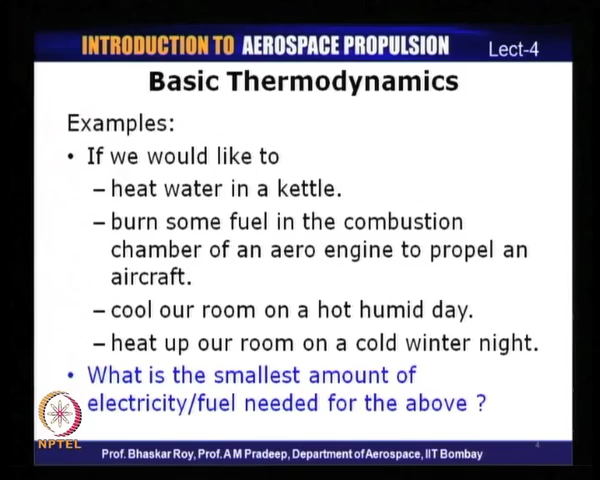 INTRODUCTION TO AEROSPACE PROPULSION Lect-4
Basic Thermodynamics
Examples:
• If we would like to
– heat water in a kettle.
– burn some fuel in the combustion
chamber of an aero engine to propel an
aircraft.
– cool our room on a hot humid day.
– heat up our room on a cold winter night.
• What is the smallest amount of
electricity/fuel needed for the above ?
NPTEL
4
Prof. Bhaskar Roy, Prof. A M Pradeep, Department of Aerospace, IIT Bombay